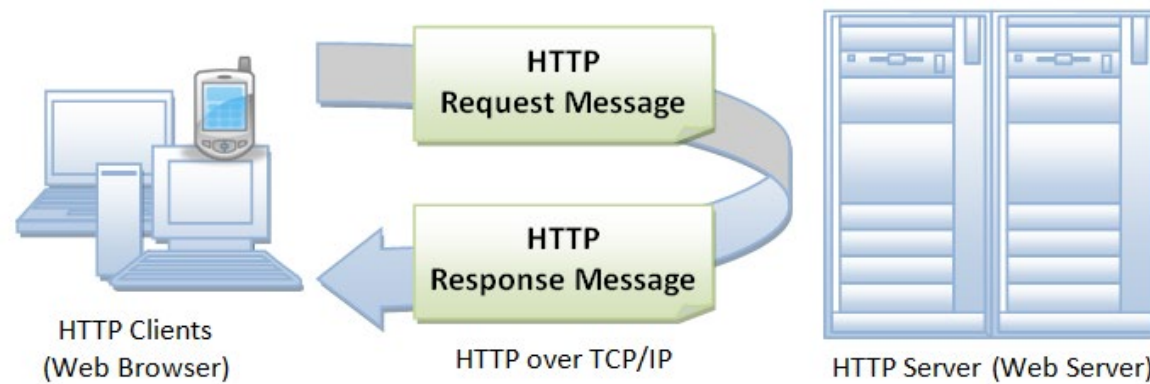 HTTP
Request Message
HTTP
Response Message
HTTP Clients
(Web Browser)
HTTP over TCP/IP
HTTP Server (Web Server)